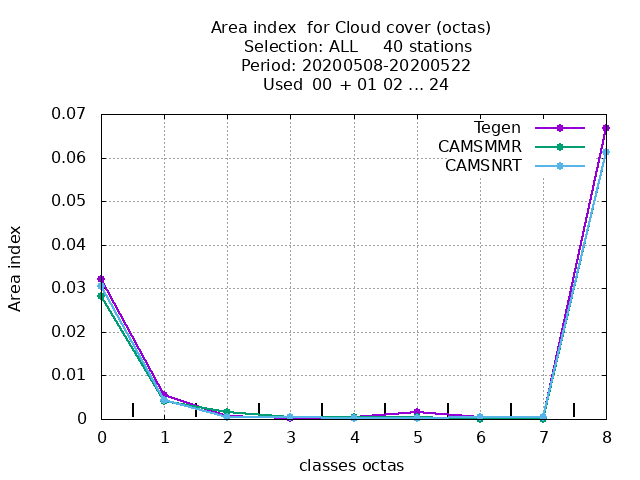 Area index  for Cloud cover (octas)
Selection: ALL     40 stations
Period: 20200508-20200522
Used  00 + 01 02 ... 24
Tegen
CAMSMMR
CAMSNRT
0.07
0.06
0.05
0.04
0.03
0.02
0.01
0
Area index
0 1 2 3 4 5 6 7 8
classes octas